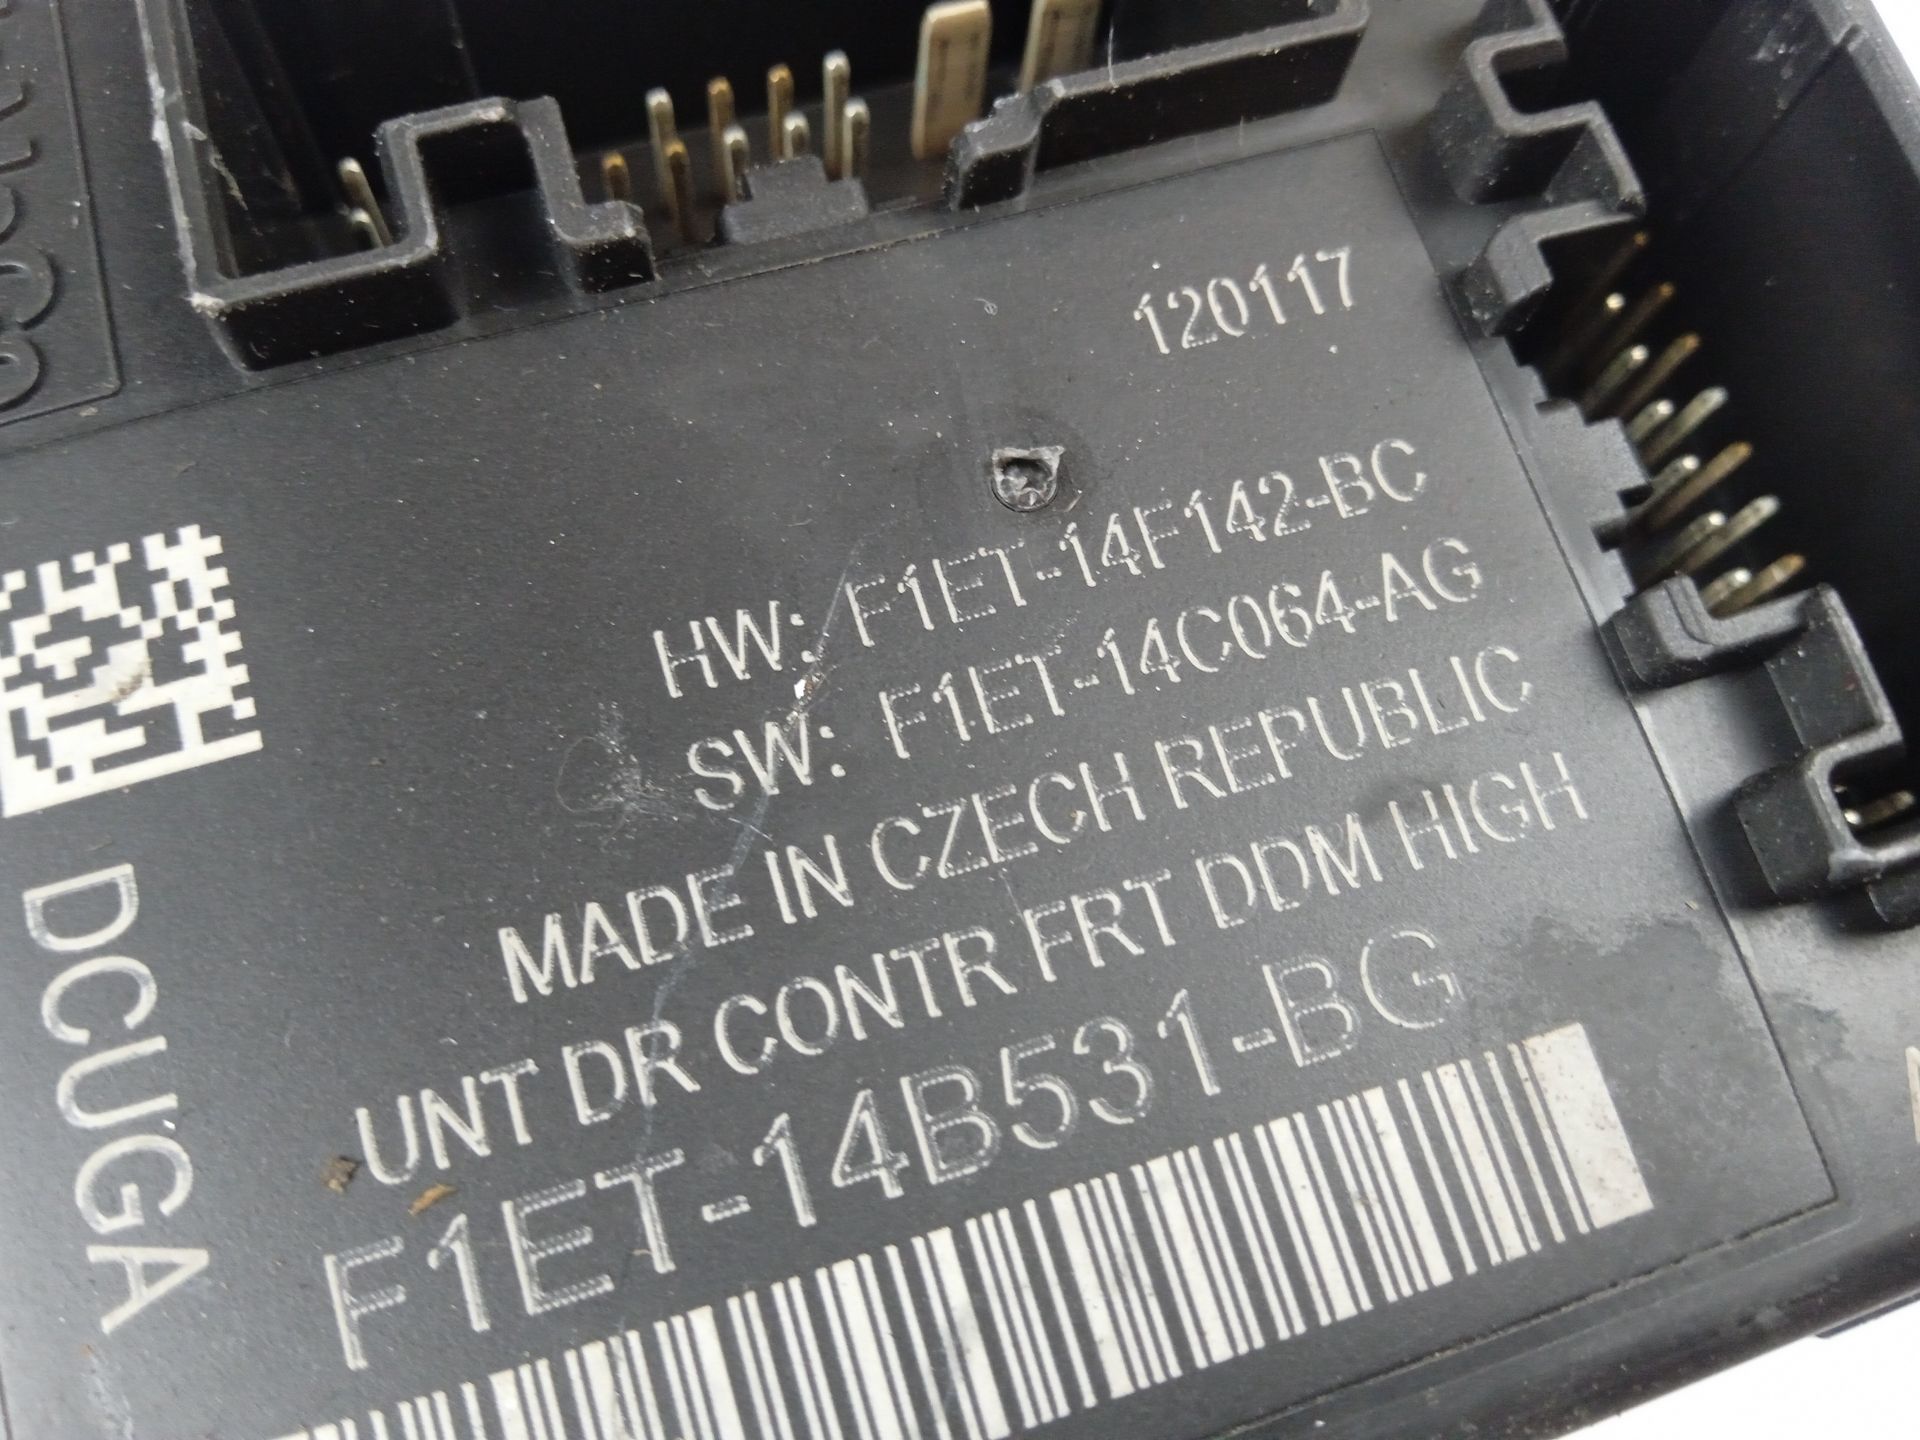 120117
HW: F1ET-14F142-BC
SW: F1ET-14C064-AG
MADE IN CZECH REPUBLIC
UNT DR CONTR FRT DDM HIGH
F1ET-14B531-BG
DCUGA